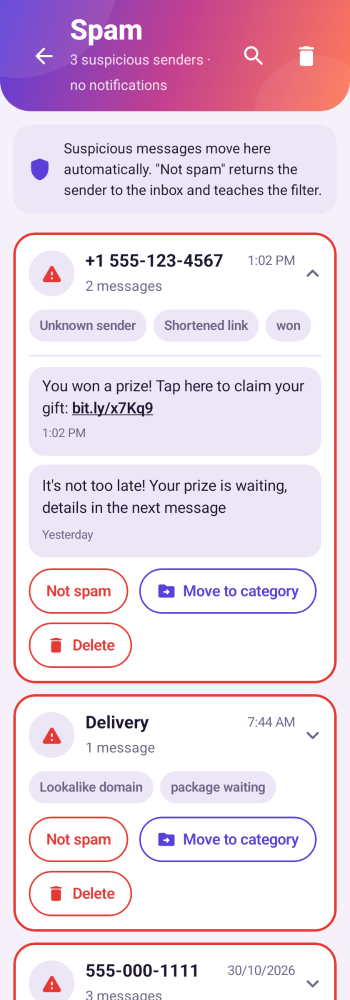 Spam
3 suspicious senders ·
no notifications
Suspicious messages move here
automatically. "Not spam" returns the
sender to the inbox and teaches the filter.
+1 555-123-4567 1:02 PM
2 messages
Unknown sender Shortened link won
You won a prize! Tap here to claim your
gift: bit.ly/x7Kq9
1:02 PM
It's not too late! Your prize is waiting,
details in the next message
Yesterday
Not spam Move to category
Delete
Delivery 7:44 AM
1 message
Lookalike domain package waiting
Not spam Move to category
Delete
555-000-1111 30/10/2026
3 messages